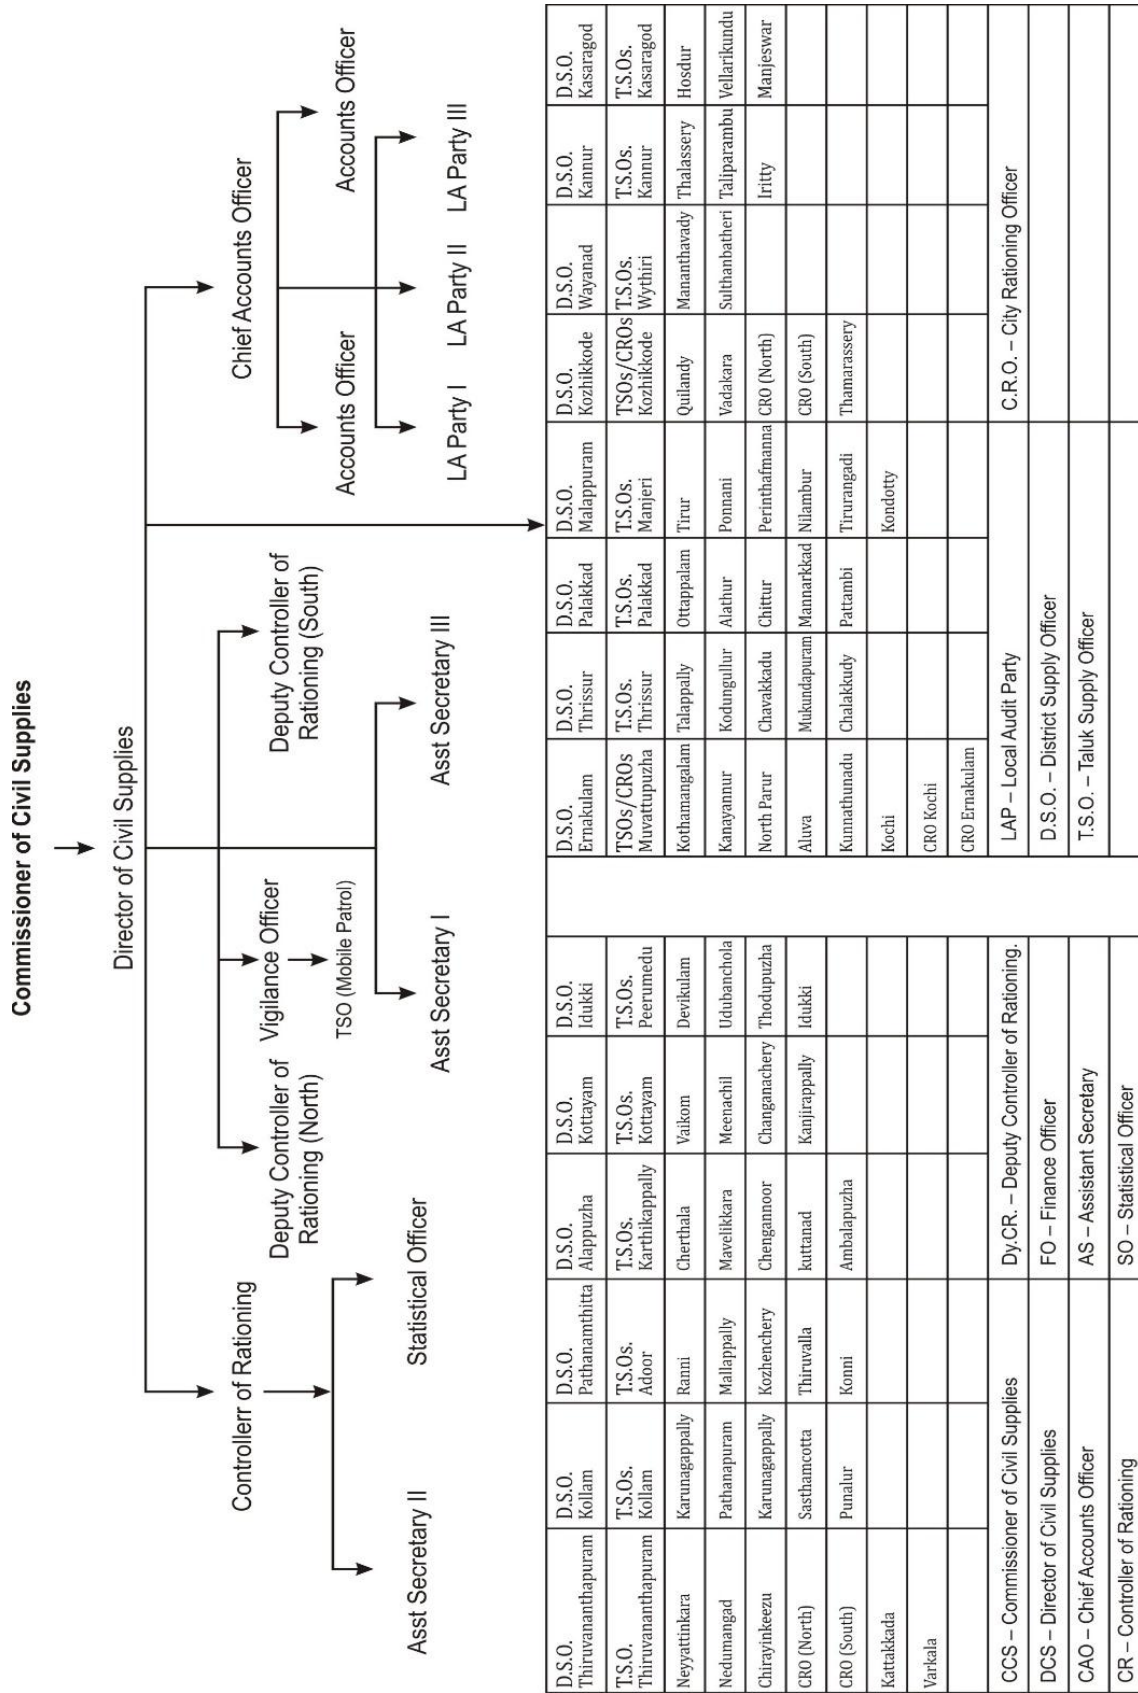 Commissioner of Civil Supplies
Director of Civil Supplies
Controllerr of Rationing
Chief Accounts Officer
Deputy Controller of
Rationing (North)
Vigilance Officer
Deputy Controller of
Rationing (South)
TSO (Mobile Patrol)
Accounts Officer
Accounts Officer
Asst Secretary II
Statistical Officer
Asst Secretary I
Asst Secretary III
LA Party I
LA Party II
LA Party III
D.S.O.
Thiruvananthapuram
D.S.O.
Kollam
D.S.O.
Pathanamthitta
D.S.O.
Alappuzha
D.S.O.
Kottayam
D.S.O.
Idukki
T.S.O.
Thiruvananthapuram
T.S.Os.
Kollam
T.S.Os.
Adoor
T.S.Os.
Karthikappally
T.S.Os.
Kottayam
T.S.Os.
Peerumedu
Neyyattinkara
Karunagappally
Ranni
Cherthala
Vaikom
Devikulam
Nedumangad
Pathanapuram
Mallappally
Mavelikkara
Meenachil
Udubanchola
Chirayinkeezu
Karunagappally
Kozhenchery
Chengannoor
Changanachery
Thodupuzha
CRO (North)
Sasthamcotta
Thiruvalla
kuttanad
Kanjirappally
Idukki
CRO (South)
Punalur
Konni
Ambalapuzha
Kattakkada
Varkala
CCS – Commissioner of Civil Supplies
Dy.CR. – Deputy Controller of Rationing.
DCS – Director of Civil Supplies
FO – Finance Officer
CAO – Chief Accounts Officer
AS – Assistant Secretary
CR – Controller of Rationing
SO – Statistical Officer
D.S.O.
Ernakulam
D.S.O.
Thrissur
D.S.O.
Palakkad
D.S.O.
Malappuram
D.S.O.
Kozhikkode
D.S.O.
Wayanad
D.S.O.
Kannur
D.S.O.
Kasaragod
TSOs/CROs
Muvattupuzha
T.S.Os.
Thrissur
T.S.Os.
Palakkad
T.S.Os.
Manjeri
TSOs/CROs
Kozhikkode
T.S.Os.
Wythiri
T.S.Os.
Kannur
T.S.Os.
Kasaragod
Kothamangalam
Talappally
Ottappalam
Tirur
Quilandy
Mananthavady
Thalassery
Hosdur
Kanayannur
Kodungullur
Alathur
Ponnani
Vadakara
Sulthanbatheri
Taliparambu
Vellarikundu
North Parur
Chavakkadu
Chittur
Perinthafmanna
CRO (North)
Iritty
Manjeswar
Aluva
Mukundapuram
Mannarkkad
Nilambur
CRO (South)
Kunnathunadu
Chalakkudy
Pattambi
Tirurangadi
Thamarassery
Kochi
Kondotty
CRO Kochi
CRO Ernakulam
LAP – Local Audit Party
C.R.O. – City Rationing Officer
D.S.O. – District Supply Officer
T.S.O. – Taluk Supply Officer